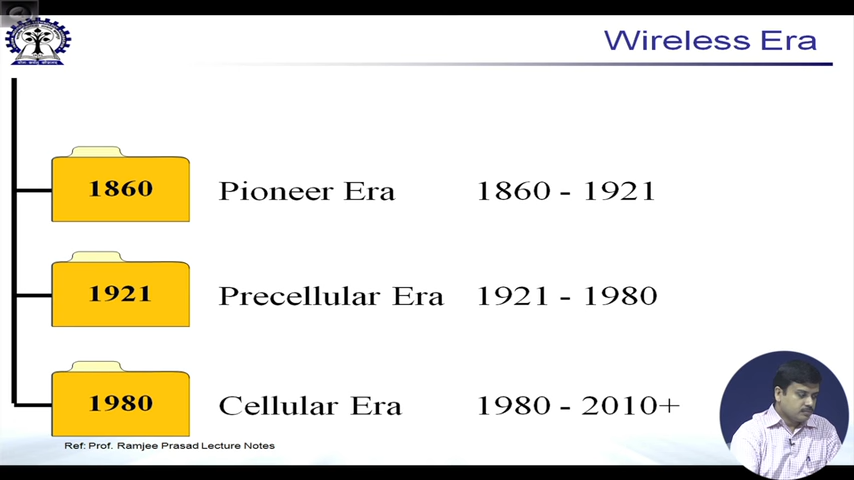 Wireless Era
1860
Pioneer Era 1860 - 1921
1921
Precellular Era 1921 - 1980
1980
Cellular Era 1980 - 2010+
Ref: Prof. Ramjee Prasad Lecture Notes